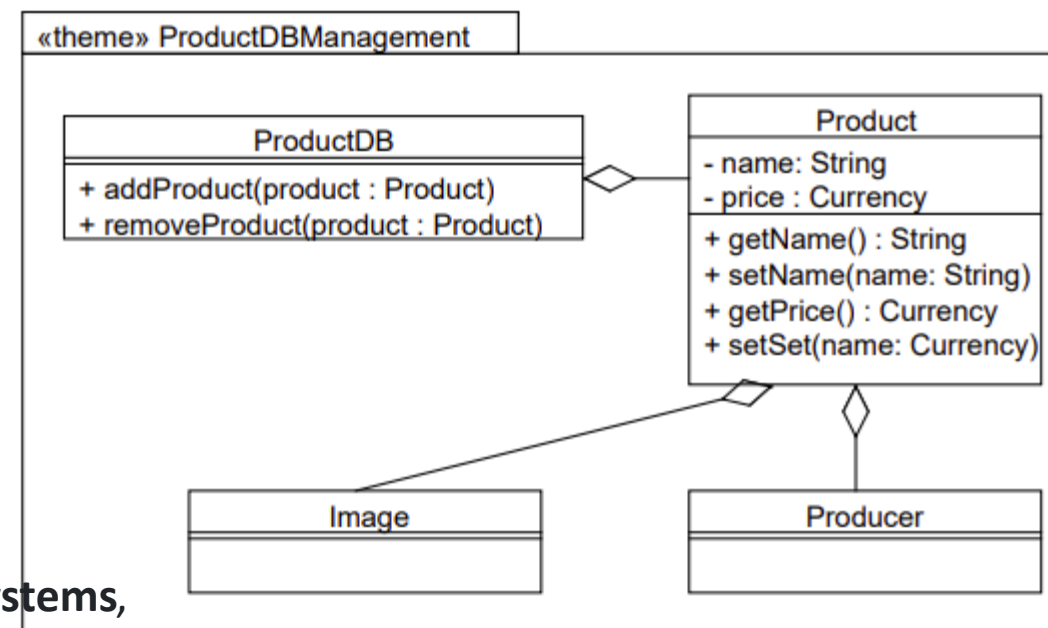 «theme» ProductDBManagement
ProductDB
+ addProduct(product : Product)
+ removeProduct(product : Product)
Product
- name: String
- price : Currency
+ getName() : String
+ setName(name: String)
+ getPrice() : Currency
+ setSet(name: Currency)
Image
Producer
stems,